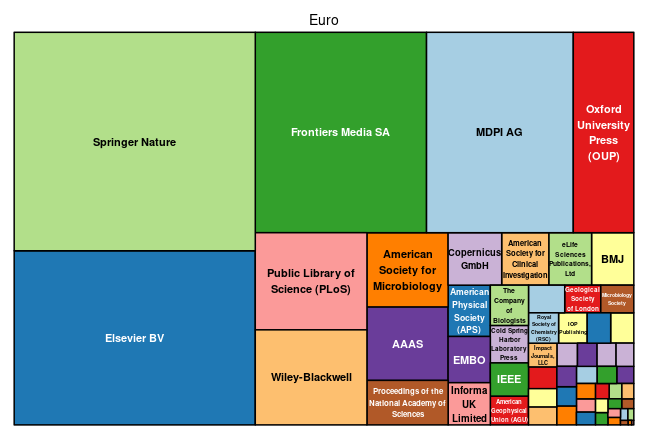 Euro
Springer Nature
Frontiers Media SA
MDPI AG
Oxford
University
Press
(OUP)
Elsevier BV
Public Library of
Science (PLoS)
Wiley-Blackwell
American
Society for
Microbiology
AAAS
Proceedings of the
National Academy of
Sciences
Copernicus
GmbH
American
Society for
Clinical
Investigation
eLife
Sciences
Publications,
Ltd
BMJ
American
Physical
Society
(APS)
EMBO
Informa
UK
Limited
The
Company
of
Biologists
Cold Spring
Harbor
Laboratory
Press
IEEE
American
Geophysical
Union (AGU)
Geological
Society
of London
Microbiology
Society
Royal
Society of
Chemistry
(RSC)
IOP
Publishing
Impact
Journals,
LLC